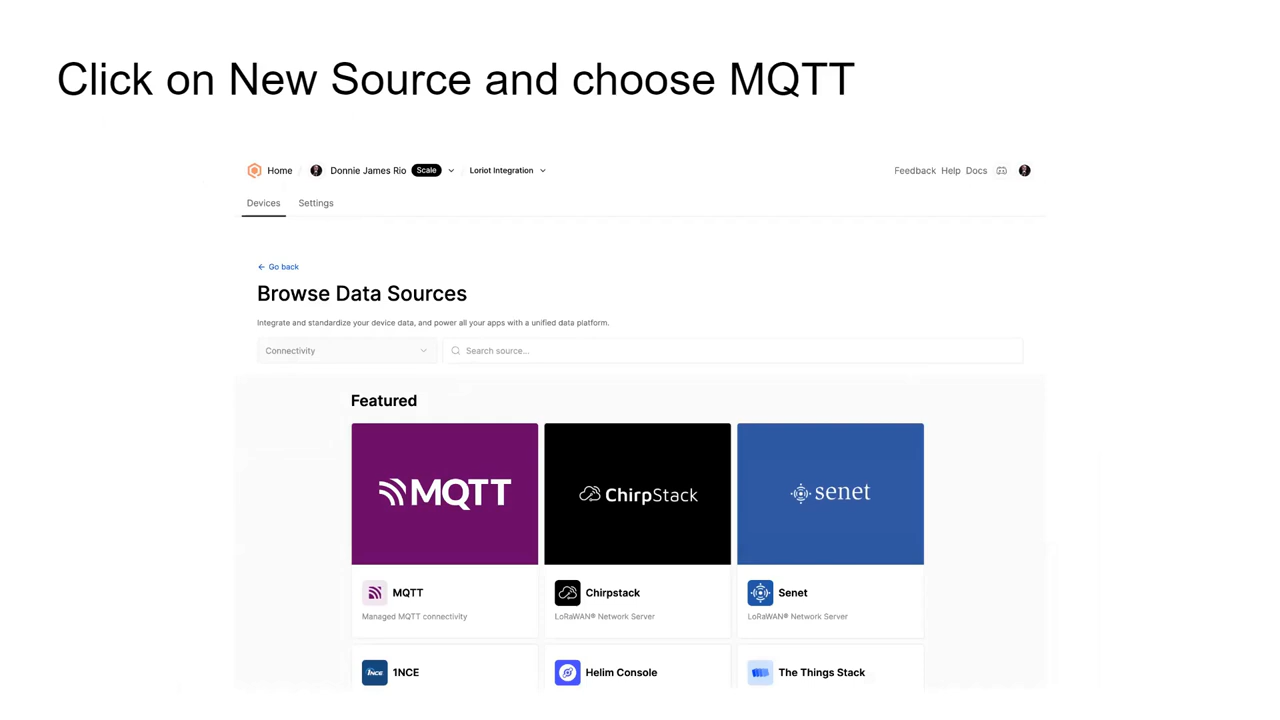 Click on New Source and choose MQTT
Home / Donnie James Rio Scale Loriot Integration Feedback Help Docs
Devices Settings
← Go back
Browse Data Sources
Integrate and standardize your device data, and power all your apps with a unified data platform.
Connectivity Search source...
Featured
MQTT ChirpStack senet
MQTT Chirpstack Senet
Managed MQTT connectivity LoRaWAN® Network Server LoRaWAN® Network Server
1NCE 1NCE Helim Console The Things Stack